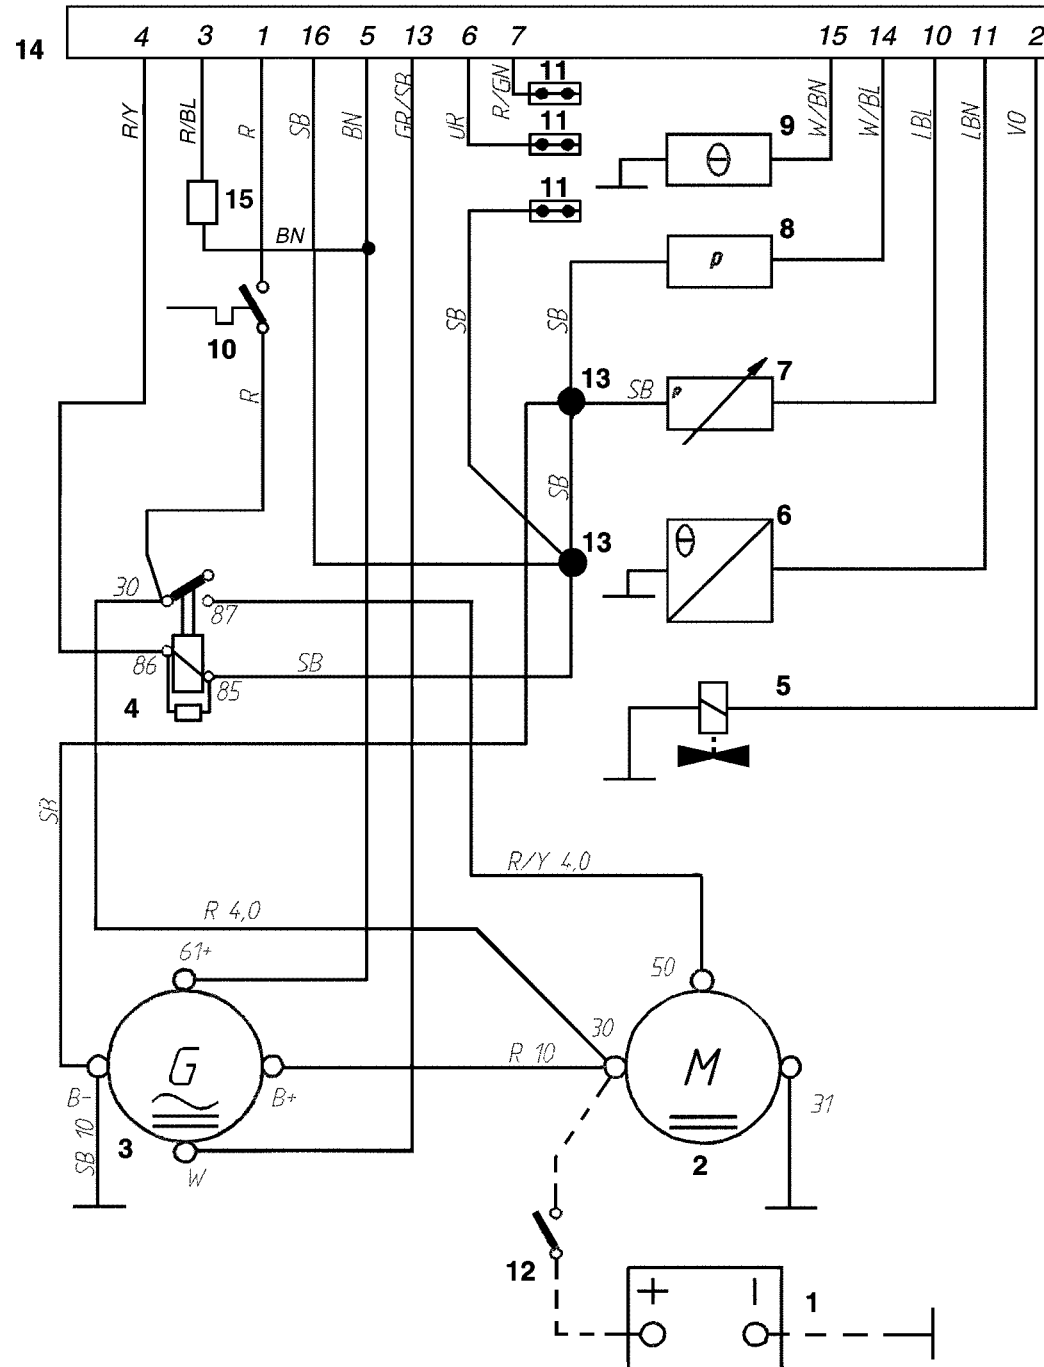 14 4 3 1 16 5 13 6 7 15 14 10 11 2
R/Y R/BL R SB BN GR/SB UR R/GN W/BN W/BL LBL LBN VO
11
11
9
Θ
15
11
BN
8
p
10
SB
SB
R
13
SB
p
7
SB
13
6
Θ
30
87
86
SB
85
4
5
SB
R/Y 4,0
R 4,0
61+
50
30
R 10
G
M
B-
B+
31
SB 10
3
W
2
12
+ – 1